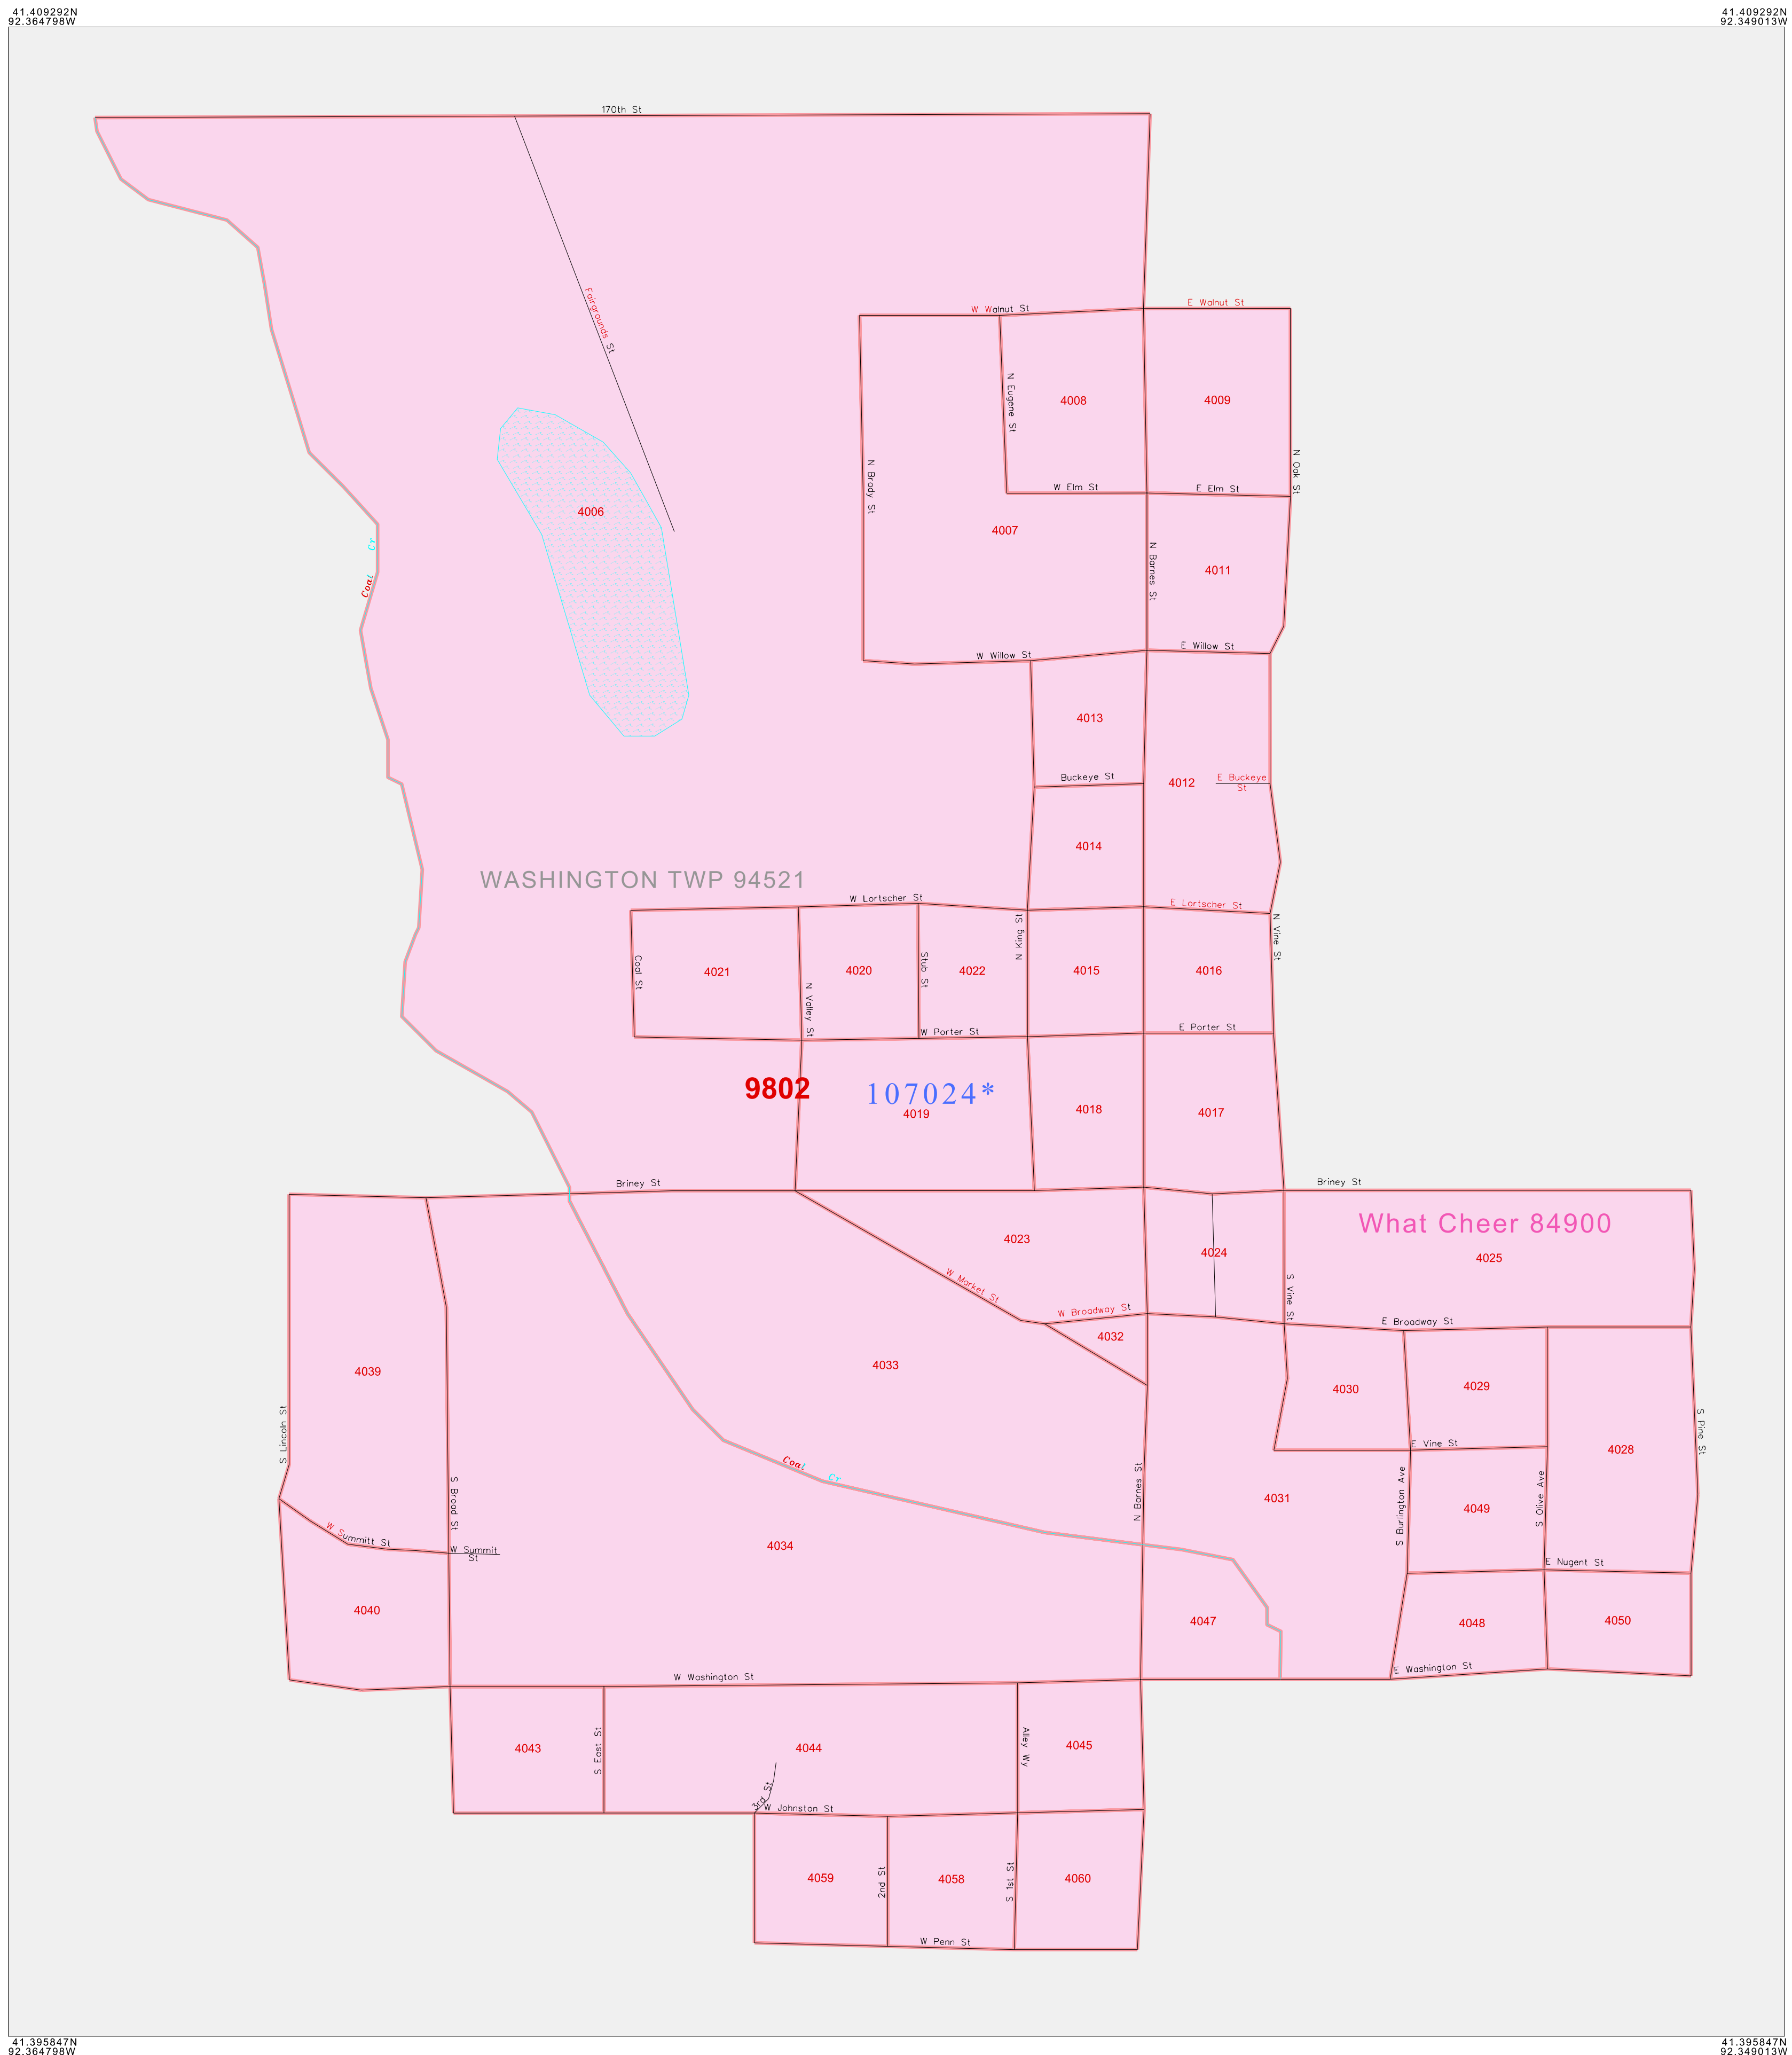 41.409292N
92.364798W
41.409292N
92.349013W
170th St
Fairgrounds St
W Walnut St
E Walnut St
N Eugene St
4008
4009
N Oak St
N Brody St
W Elm St
E Elm St
4006
4007
Coal Cr
N Barnes St
4011
W Willow St
E Willow St
4013
Buckeye St
4012
E Buckeye
St
4014
WASHINGTON TWP 94521
W Lortscher St
E Lortscher St
N King St
N Vine St
Coal St
4021
N Valley St
4020
Stub St
4022
4015
4016
W Porter St
E Porter St
9802
107024*
4019
4018
4017
Briney St
Briney St
What Cheer 84900
4023
4024
4025
W Market St
S Vine St
W Broadway St
E Broadway St
4032
4039
4033
4030
4029
S Lincoln St
E Vine St
S Pine St
4028
Coal Cr
S Broad St
N Barnes St
4031
S Burlington Ave
4049
S Olive Ave
W Summitt St
W Summit
St
4034
E Nugent St
4040
4047
4048
4050
W Washington St
E Washington St
4043
S East St
4044
Alley Wy
4045
3rd St
W Johnston St
4059
2nd St
4058
S 1st St
4060
W Penn St
41.395847N
92.364798W
41.395847N
92.349013W